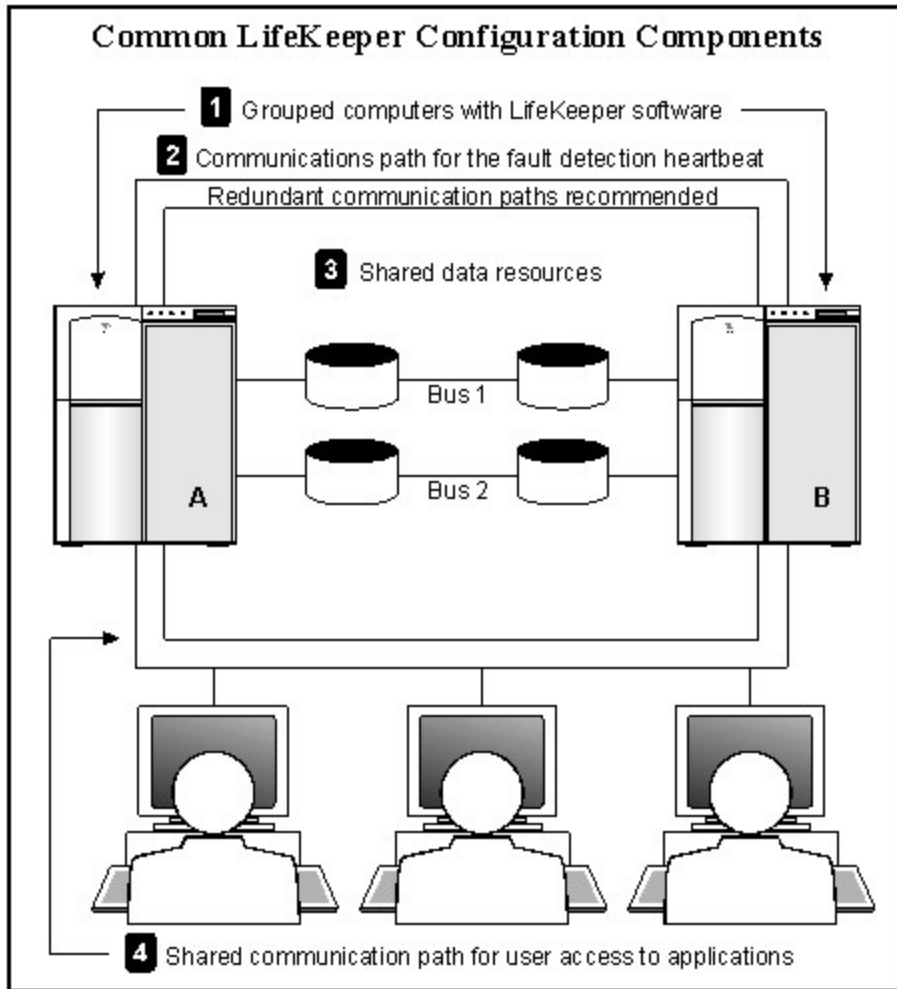 Common LifeKeeper Configuration Components
1 Grouped computers with LifeKeeper software
2 Communications path for the fault detection heartbeat
Redundant communication paths recommended
3 Shared data resources
Bus 1
Bus 2
A
B
4 Shared communication path for user access to applications